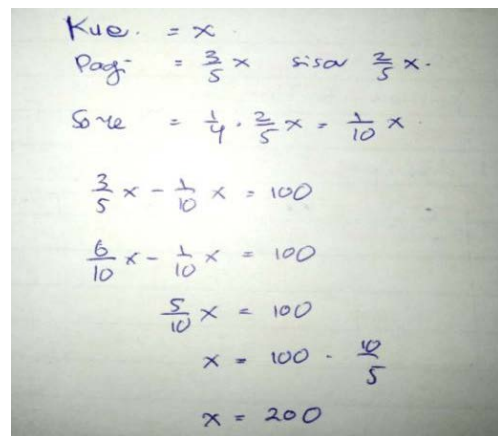 Kue. = x.
Pagi = 3/5 x sisa 2/5 x.
Sore = 1/4 . 2/5 x = 1/10 x.
3/5 x - 1/10 x = 100
6/10 x - 1/10 x = 100
5/10 x = 100
x = 100 . 10/5
x = 200